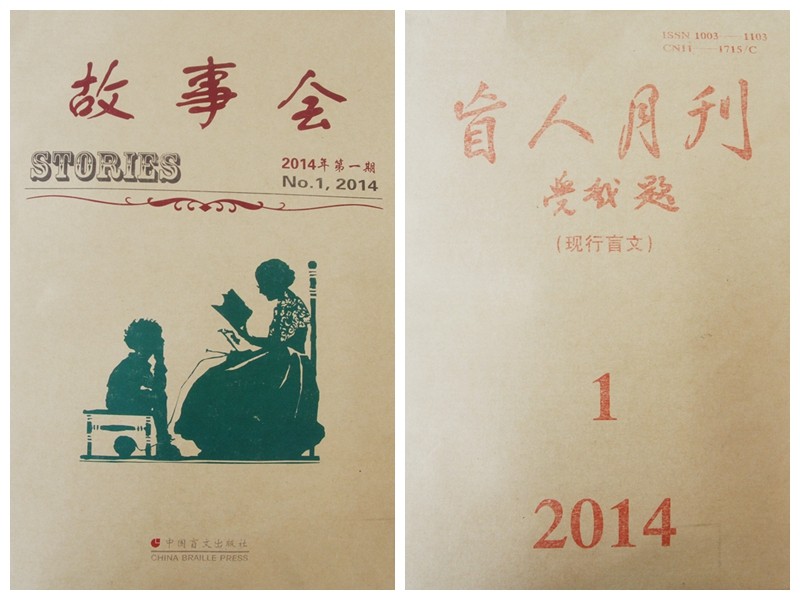 故事会
STORIES
2014年第一期
No.1, 2014
中国盲文出版社
CHINA BRAILLE PRESS
ISSN 1003——1103
CN11——4715/C
盲人月刊
题
(现行盲文)
1
2014